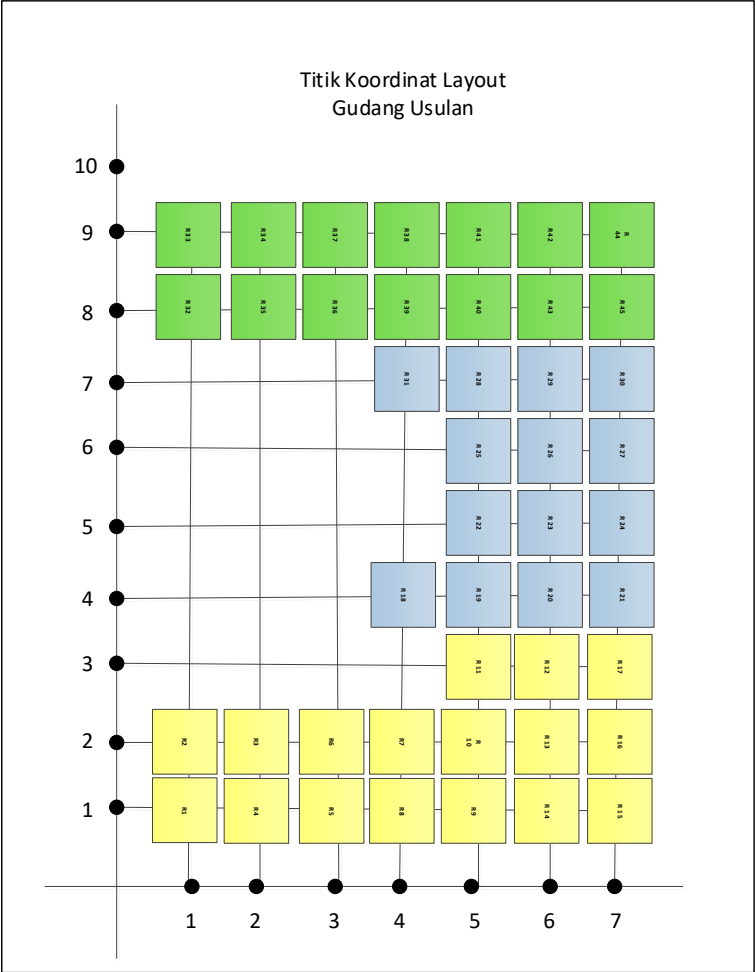 Titik Koordinat Layout
Gudang Usulan
10
9
R33
R34
R37
R38
R41
R42
R
44
8
R32
R35
R36
R39
R40
R43
R45
7
R31
R28
R29
R30
6
R25
R26
R27
5
R22
R23
R24
4
R18
R19
R20
R21
3
R11
R12
R17
2
R2
R3
R6
R7
R
10
R13
R16
1
R1
R4
R5
R8
R9
R14
R15
1 2 3 4 5 6 7